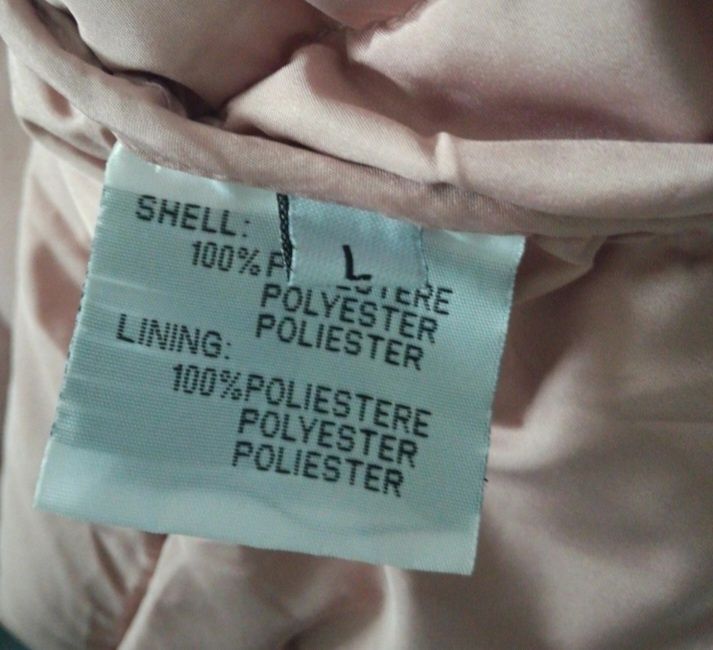 SHELL:
L
100%
POLYESTER
POLIESTER
LINING:
100%POLIESTERE
POLYESTER
POLIESTER